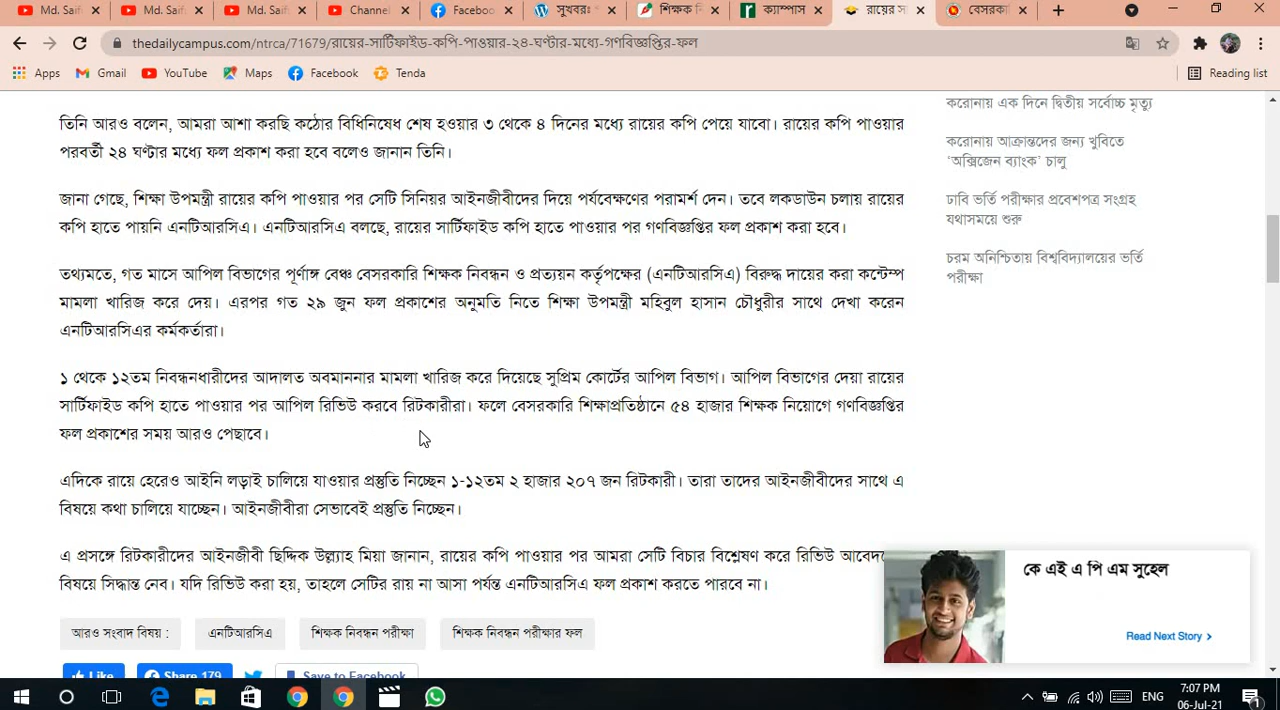 Md. Saif
Md. Saif
Md. Saif
Channel
Faceboo
সুখবরঃ
শিক্ষক নি
ক্যাম্পাস
রায়ের সা
বেসরকা
thedailycampus.com/ntrca/71679/রায়ের-সার্টিফাইড-কপি-পাওয়ার-২৪-ঘণ্টার-মধ্যে-গণবিজ্ঞপ্তির-ফল
Apps Gmail YouTube Maps Facebook Tenda Reading list
তিনি আরও বলেন, আমরা আশা করছি কঠোর বিধিনিষেধ শেষ হওয়ার ৩ থেকে ৪ দিনের মধ্যে রায়ের কপি পেয়ে যাবো। রায়ের কপি পাওয়ার
পরবর্তী ২৪ ঘণ্টার মধ্যে ফল প্রকাশ করা হবে বলেও জানান তিনি।
জানা গেছে, শিক্ষা উপমন্ত্রী রায়ের কপি পাওয়ার পর সেটি সিনিয়র আইনজীবীদের দিয়ে পর্যবেক্ষণের পরামর্শ দেন। তবে লকডাউন চলায় রায়ের
কপি হাতে পায়নি এনটিআরসিএ। এনটিআরসিএ বলছে, রায়ের সার্টিফাইড কপি হাতে পাওয়ার পর গণবিজ্ঞপ্তির ফল প্রকাশ করা হবে।
তথ্যমতে, গত মাসে আপিল বিভাগের পূর্ণাঙ্গ বেঞ্চ বেসরকারি শিক্ষক নিবন্ধন ও প্রত্যয়ন কর্তৃপক্ষের (এনটিআরসিএ) বিরুদ্ধ দায়ের করা কন্টেম্প
মামলা খারিজ করে দেয়। এরপর গত ২৯ জুন ফল প্রকাশের অনুমতি নিতে শিক্ষা উপমন্ত্রী মহিবুল হাসান চৌধুরীর সাথে দেখা করেন
এনটিআরসিএর কর্মকর্তারা।
১ থেকে ১২তম নিবন্ধনধারীদের আদালত অবমাননার মামলা খারিজ করে দিয়েছে সুপ্রিম কোর্টের আপিল বিভাগ। আপিল বিভাগের দেয়া রায়ের
সার্টিফাইড কপি হাতে পাওয়ার পর আপিল রিভিউ করবে রিটকারীরা। ফলে বেসরকারি শিক্ষাপ্রতিষ্ঠানে ৫৪ হাজার শিক্ষক নিয়োগে গণবিজ্ঞপ্তির
ফল প্রকাশের সময় আরও পেছাবে।
এদিকে রায়ে হেরেও আইনি লড়াই চালিয়ে যাওয়ার প্রস্তুতি নিচ্ছেন ১-১২তম ২ হাজার ২০৭ জন রিটকারী। তারা তাদের আইনজীবীদের সাথে এ
বিষয়ে কথা চালিয়ে যাচ্ছেন। আইনজীবীরা সেভাবেই প্রস্তুতি নিচ্ছেন।
এ প্রসঙ্গে রিটকারীদের আইনজীবী ছিদ্দিক উল্ল্যাহ মিয়া জানান, রায়ের কপি পাওয়ার পর আমরা সেটি বিচার বিশ্লেষণ করে রিভিউ আবেদ
বিষয়ে সিদ্ধান্ত নেব। যদি রিভিউ করা হয়, তাহলে সেটির রায় না আসা পর্যন্ত এনটিআরসিএ ফল প্রকাশ করতে পারবে না।
আরও সংবাদ বিষয় : এনটিআরসিএ শিক্ষক নিবন্ধন পরীক্ষা শিক্ষক নিবন্ধন পরীক্ষার ফল
Like Share 179 Save to Facebook
করোনায় এক দিনে দ্বিতীয় সর্বোচ্চ মৃত্যু
করোনায় আক্রান্তদের জন্য খুবিতে
‘অক্সিজেন ব্যাংক’ চালু
ঢাবি ভর্তি পরীক্ষার প্রবেশপত্র সংগ্রহ
যথাসময়ে শুরু
চরম অনিশ্চিতায় বিশ্ববিদ্যালয়ের ভর্তি
পরীক্ষা
কে এই এ পি এম সুহেল
Read Next Story
ENG
7:07 PM
06-Jul-21
1